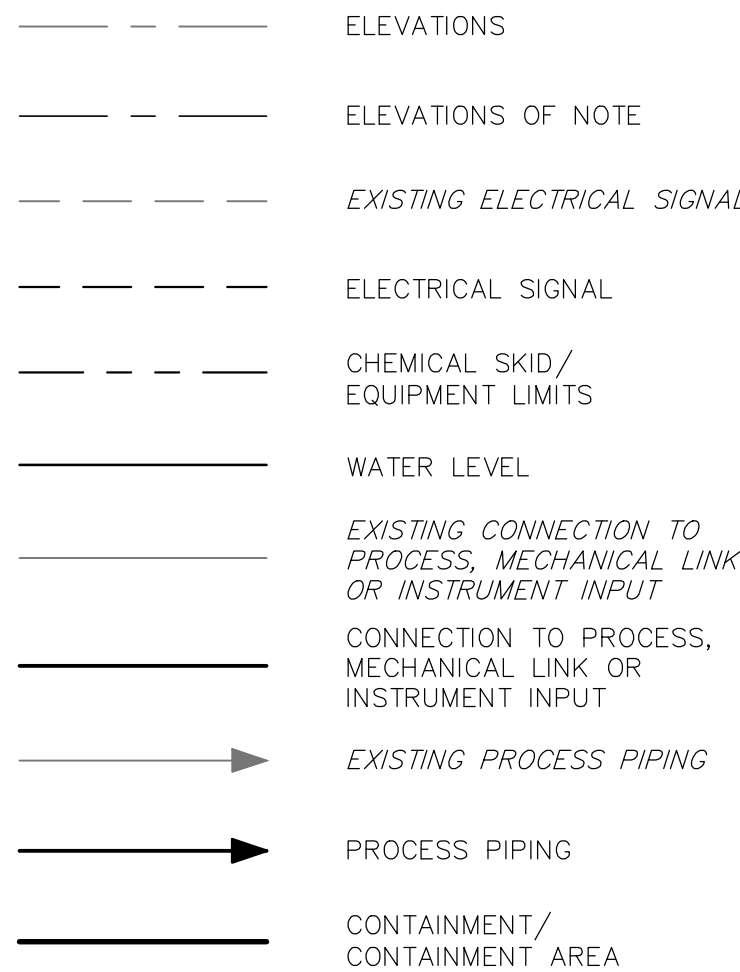 ELEVATIONS
ELEVATIONS OF NOTE
EXISTING ELECTRICAL SIGNAL
ELECTRICAL SIGNAL
CHEMICAL SKID/
EQUIPMENT LIMITS
WATER LEVEL
EXISTING CONNECTION TO
PROCESS, MECHANICAL LINK
OR INSTRUMENT INPUT
CONNECTION TO PROCESS,
MECHANICAL LINK OR
INSTRUMENT INPUT
EXISTING PROCESS PIPING
PROCESS PIPING
CONTAINMENT/
CONTAINMENT AREA